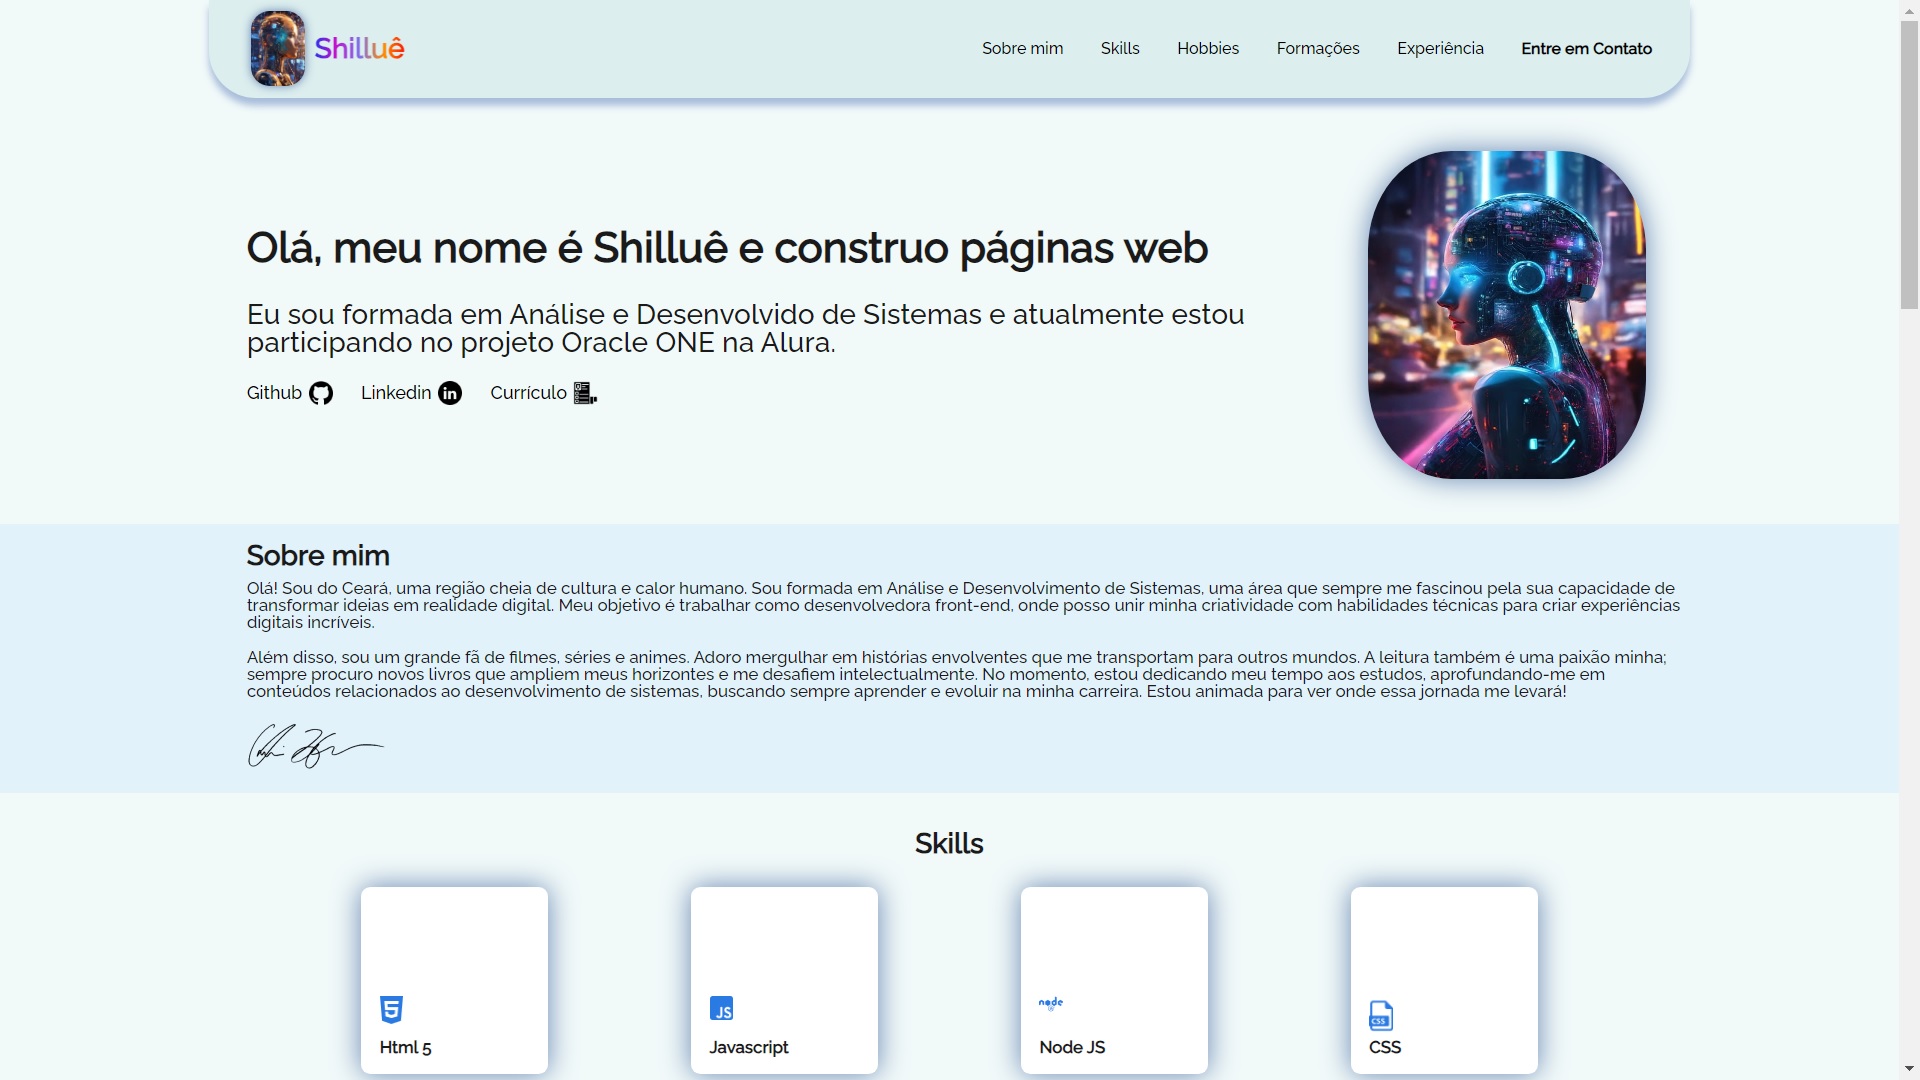 Shilluê
Sobre mim
Skills
Hobbies
Formações
Experiência
Entre em Contato
Olá, meu nome é Shilluê e construo páginas web
Eu sou formada em Análise e Desenvolvido de Sistemas e atualmente estou
participando no projeto Oracle ONE na Alura.
Github
Linkedin
Currículo
Sobre mim
Olá! Sou do Ceará, uma região cheia de cultura e calor humano. Sou formada em Análise e Desenvolvimento de Sistemas, uma área que sempre me fascinou pela sua capacidade de
transformar ideias em realidade digital. Meu objetivo é trabalhar como desenvolvedora front-end, onde posso unir minha criatividade com habilidades técnicas para criar experiências
digitais incríveis.
Além disso, sou um grande fã de filmes, séries e animes. Adoro mergulhar em histórias envolventes que me transportam para outros mundos. A leitura também é uma paixão minha;
sempre procuro novos livros que ampliem meus horizontes e me desafiem intelectualmente. No momento, estou dedicando meu tempo aos estudos, aprofundando-me em
conteúdos relacionados ao desenvolvimento de sistemas, buscando sempre aprender e evoluir na minha carreira. Estou animada para ver onde essa jornada me levará!
Skills
5
Html 5
JS
Javascript
node
Node JS
CSS
CSS